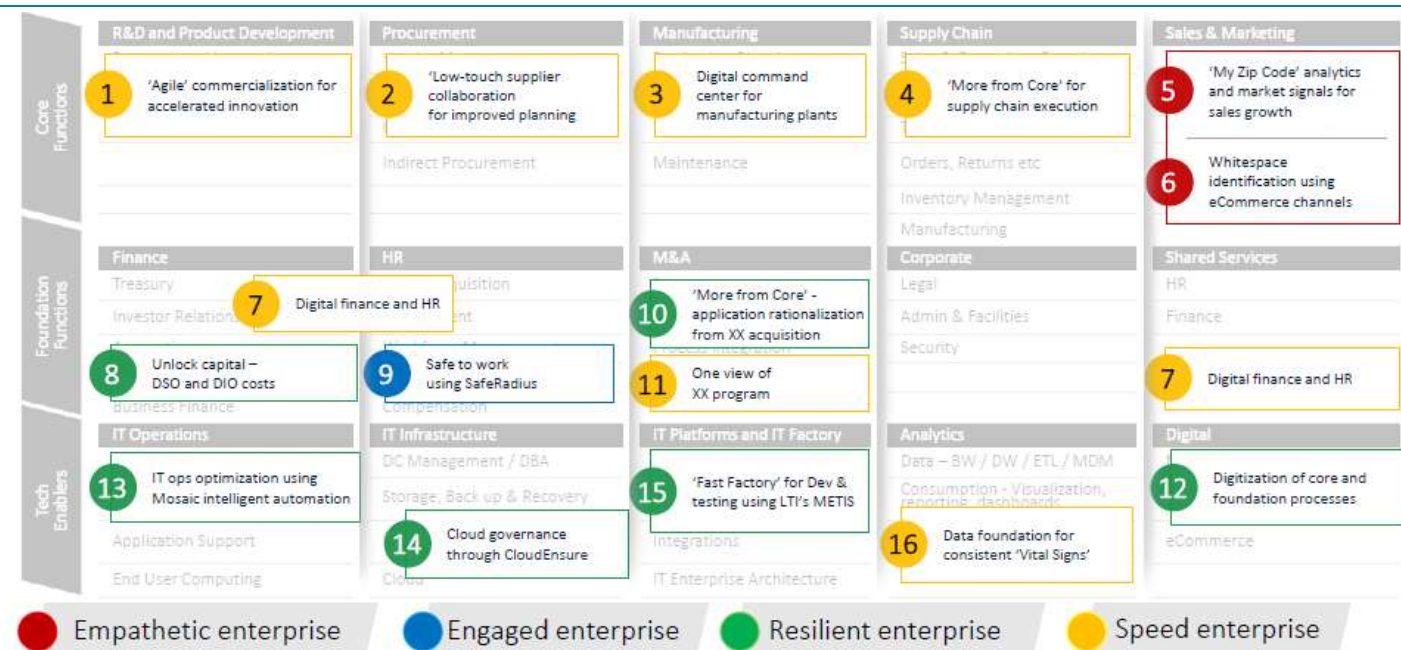 Core
Functions
R&D and Product Development
Procurement
Manufacturing
Supply Chain
Sales & Marketing
1
'Agile' commercialization for
accelerated innovation
2
'Low-touch supplier
collaboration
for improved planning
3
Digital command
center for
manufacturing plants
4
'More from Core' for
supply chain execution
5
'My Zip Code' analytics
and market signals for
sales growth
6
Whitespace
identification using
eCommerce channels
Indirect Procurement
Maintenance
Orders, Returns etc
Inventory Management
Manufacturing
Foundation
Functions
Finance
HR
M&A
Corporate
Shared Services
Treasury
Investor Relations
7
Digital finance and HR
8
Unlock capital –
DSO and DIO costs
Business Finance
9
Safe to work
using SafeRadius
Compensation
10
'More from Core' -
application rationalization
from XX acquisition
Process Integration
11
One view of
XX program
Legal
Admin & Facilities
Security
HR
Finance
7
Digital finance and HR
Tech
Enablers
IT Operations
IT Infrastructure
IT Platforms and IT Factory
Analytics
Digital
13
IT ops optimization using
Mosaic intelligent automation
Application Support
End User Computing
DC Management / DBA
Storage, Back up & Recovery
14
Cloud governance
through CloudEnsure
Cloud
15
'Fast Factory' for Dev &
testing using LTI's METIS
Integrations
IT Enterprise Architecture
Data – BW / DW / ETL / MDM
Consumption - Visualization,
reporting, dashboards
16
Data foundation for
consistent 'Vital Signs'
12
Digitization of core and
foundation processes
eCommerce
Empathetic enterprise
Engaged enterprise
Resilient enterprise
Speed enterprise